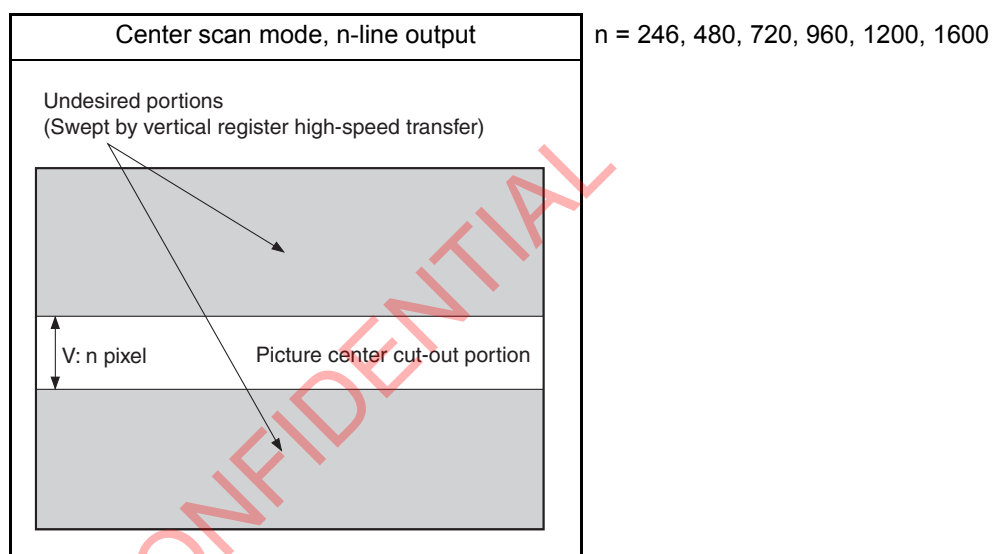 Center scan mode, n-line output
n = 246, 480, 720, 960, 1200, 1600
Undesired portions
(Swept by vertical register high-speed transfer)
V: n pixel
Picture center cut-out portion
ONFIDENTIAL